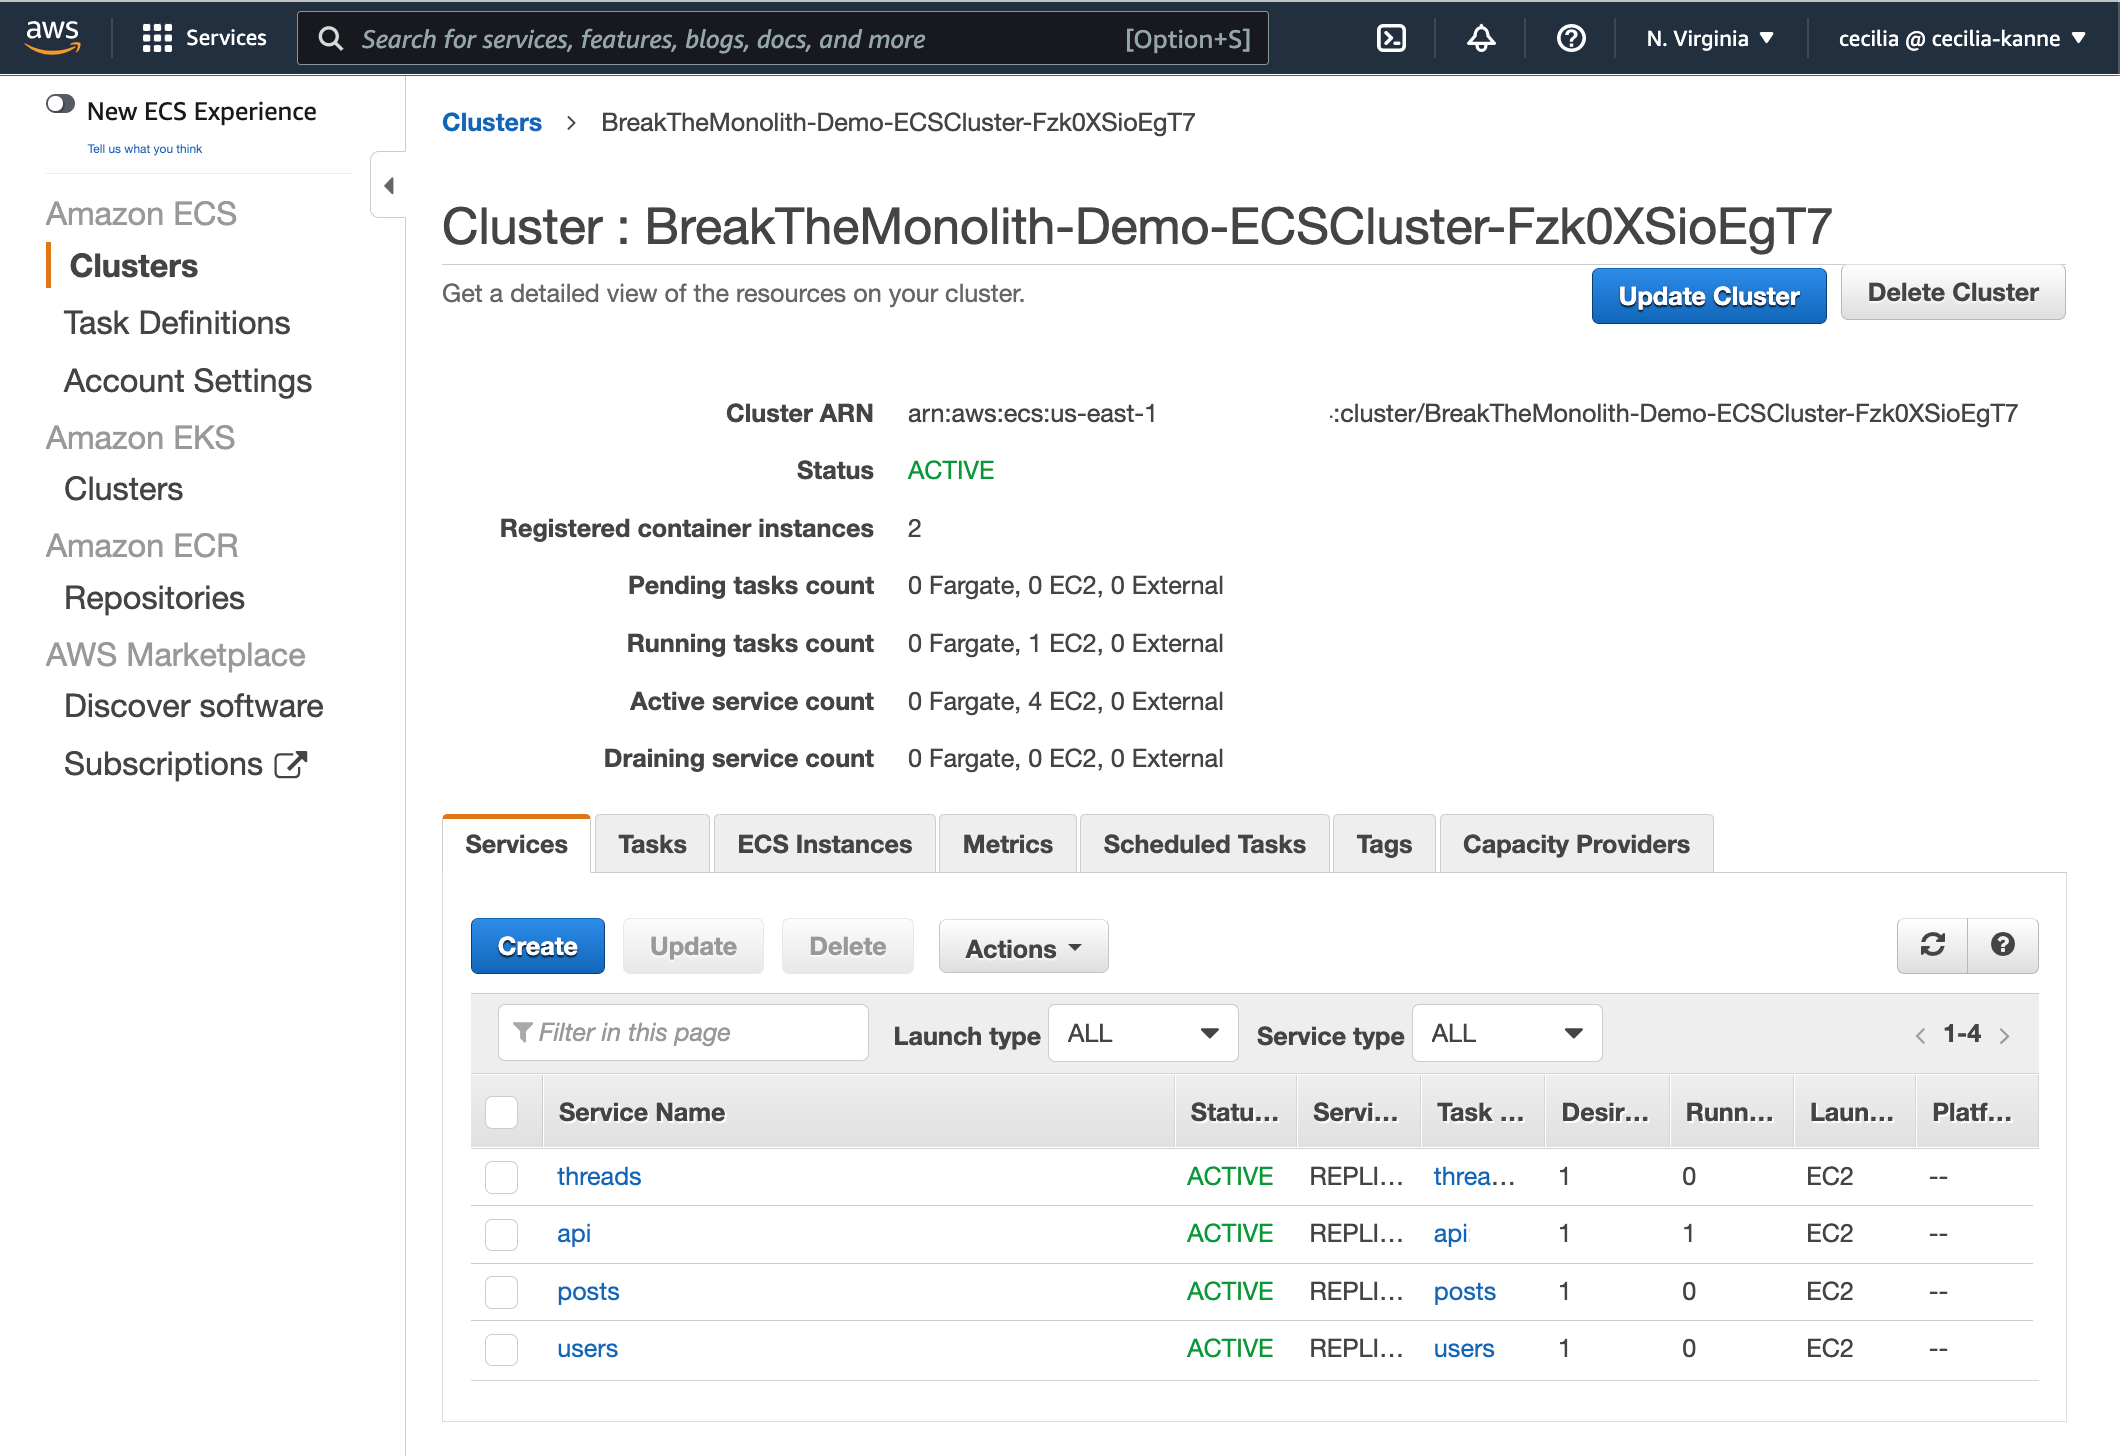 aws Services Search for services, features, blogs, docs, and more [Option+S] N. Virginia cecilia @ cecilia-kanne
New ECS Experience
Tell us what you think
Amazon ECS
Clusters
Task Definitions
Account Settings
Amazon EKS
Clusters
Amazon ECR
Repositories
AWS Marketplace
Discover software
Subscriptions
Clusters > BreakTheMonolith-Demo-ECSCluster-Fzk0XSioEgT7
Cluster : BreakTheMonolith-Demo-ECSCluster-Fzk0XSioEgT7
Get a detailed view of the resources on your cluster.
Update Cluster Delete Cluster
Cluster ARN arn:aws:ecs:us-east-1 :cluster/BreakTheMonolith-Demo-ECSCluster-Fzk0XSioEgT7
Status ACTIVE
Registered container instances 2
Pending tasks count 0 Fargate, 0 EC2, 0 External
Running tasks count 0 Fargate, 1 EC2, 0 External
Active service count 0 Fargate, 4 EC2, 0 External
Draining service count 0 Fargate, 0 EC2, 0 External
Services Tasks ECS Instances Metrics Scheduled Tasks Tags Capacity Providers
Create Update Delete Actions
Filter in this page Launch type ALL Service type ALL < 1-4 >
Service Name Statu... Servi... Task ... Desir... Runn... Laun... Platf...
threads ACTIVE REPLI... threa... 1 0 EC2 --
api ACTIVE REPLI... api 1 1 EC2 --
posts ACTIVE REPLI... posts 1 0 EC2 --
users ACTIVE REPLI... users 1 0 EC2 --